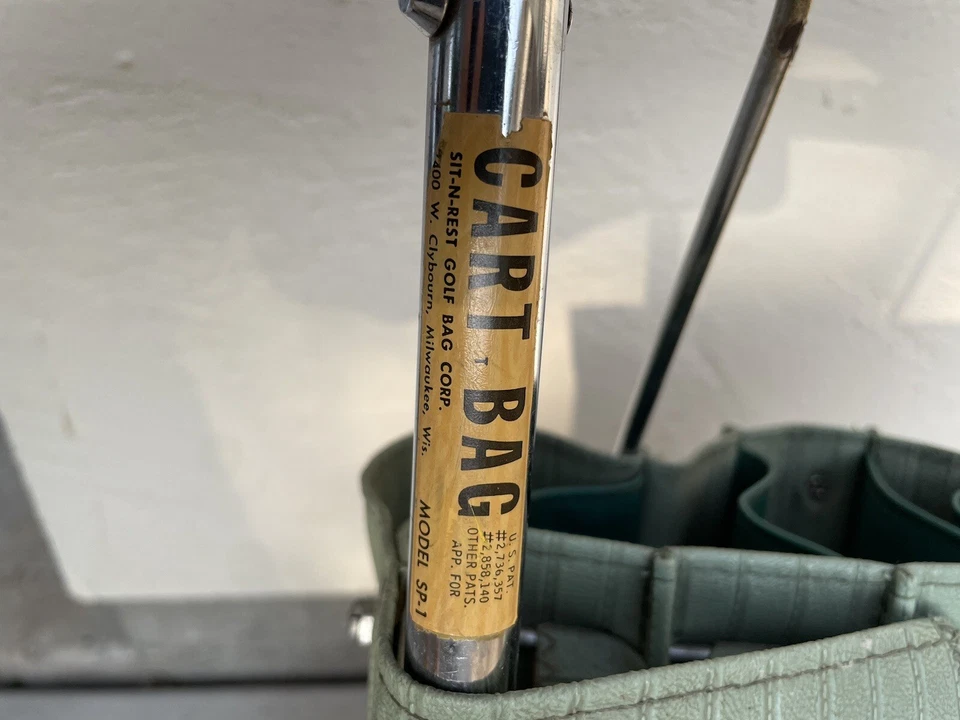 CART-BAG
SIT-N-REST GOLF BAG CORP.
7400 W. Clybourn, Milwaukee, Wis.
MODEL SP-1
U.S. PAT.
#2,736,357
#2,858,140
OTHER PATS.
APP. FOR